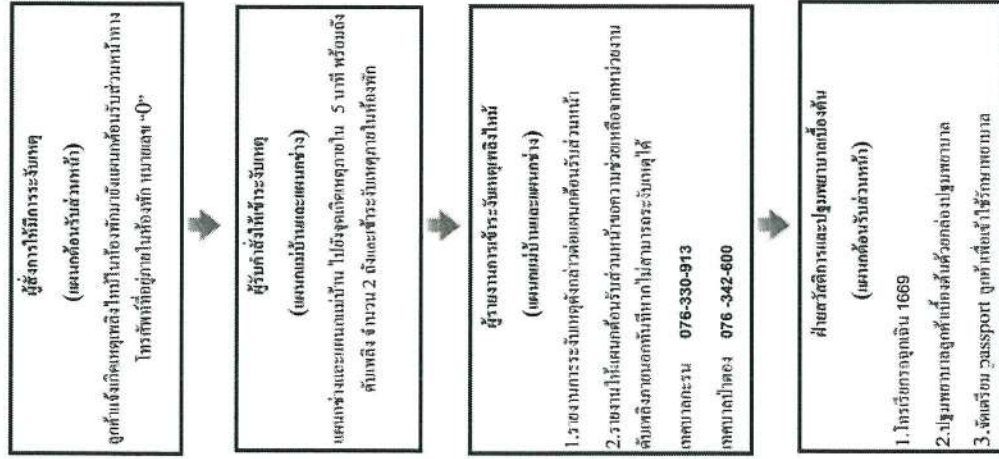 ผู้สั่งการให้มีการระงับเหตุ
(แผนกต้อนรับส่วนหน้า)
ลูกค้าแจ้งเกิดเหตุเพลิงไหม้ในห้องพักมายังแผนกต้อนรับส่วนหน้าทาง
โทรศัพท์ที่อยู่ภายในห้องพัก หมายเลข “0”
ผู้รับคำสั่งให้เข้าระงับเหตุ
(แผนกแม่บ้านและแผนกช่าง)
แผนกช่างและแผนกแม่บ้าน ไปยังจุดเกิดเหตุภายใน 5 นาที พร้อมถัง
ดับเพลิง จำนวน 2 ถังและเข้าระงับเหตุภายในห้องพัก
ผู้รายงานการเข้าระงับเหตุเพลิงไหม้
(แผนกแม่บ้านและแผนกช่าง)
1.รายงานการระงับเหตุดังกล่าวต่อแผนกต้อนรับส่วนหน้า
2.รายงานให้แผนกต้อนรับส่วนหน้าขอความช่วยเหลือจากหน่วยงาน
ดับเพลิงภายนอกทันทีหากไม่สามารถระงับเหตุได้
เทศบาลกะรน 076-330-913
เทศบาลป่าตอง 076 -342-600
ฝ่ายสวัสดิการและปฐมพยาบาลเบื้องต้น
(แผนกต้อนรับส่วนหน้า)
1.โทรเรียกรถฉุกเฉิน 1669
2.ปฐมพยาบาลลูกค้าเบื้องต้นด้วยกล่องปฐมพยาบาล
3.จัดเตรียม passport ลูกค้าเพื่อเข้าใช้รักษาพยาบาล